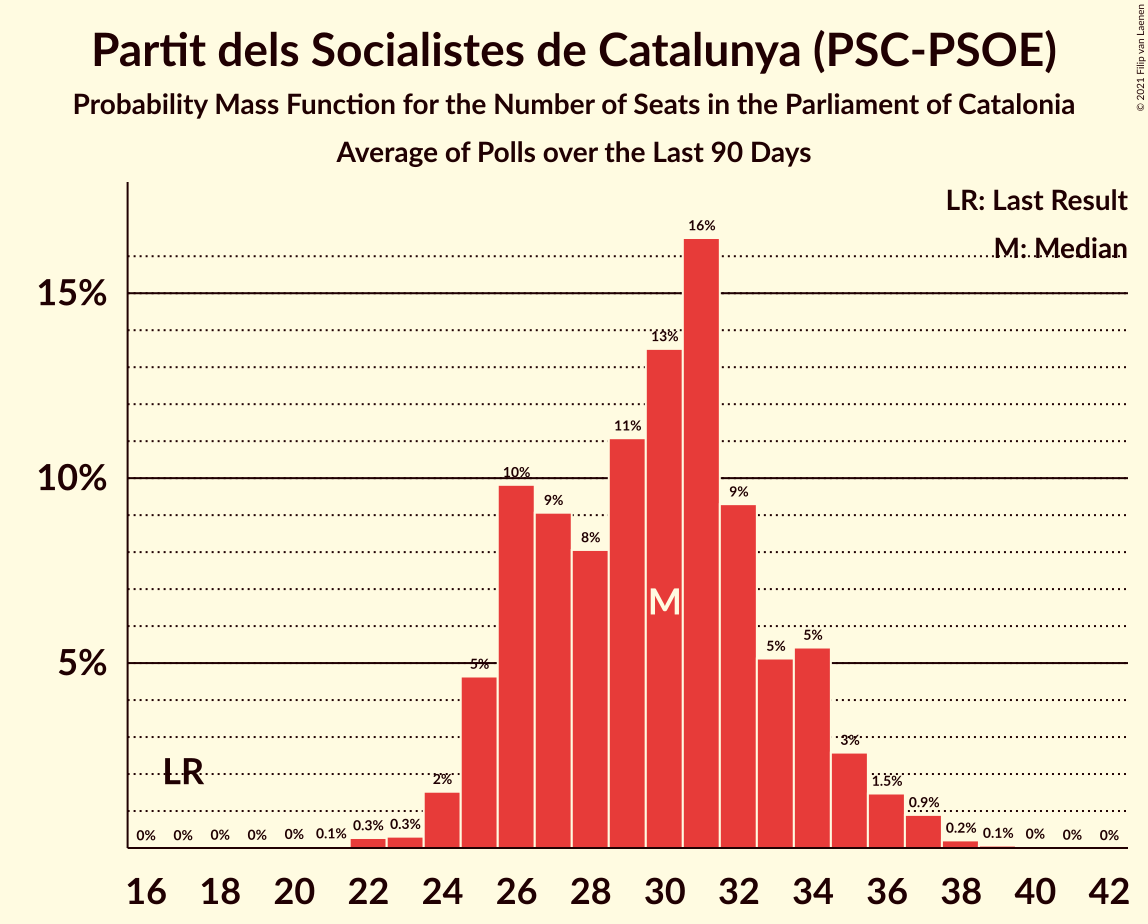 Partit dels Socialistes de Catalunya (PSC-PSOE)
Probability Mass Function for the Number of Seats in the Parliament of Catalonia
Average of Polls over the Last 90 Days
© 2021 Filip van Laenen
LR: Last Result
M: Median
15%
10%
5%
LR
M
0% 0% 0% 0% 0% 0.1% 0.3% 0.3% 2% 5% 10% 9% 8% 11% 13% 16% 9% 5% 5% 3% 1.5% 0.9% 0.2% 0.1% 0% 0% 0%
16 18 20 22 24 26 28 30 32 34 36 38 40 42